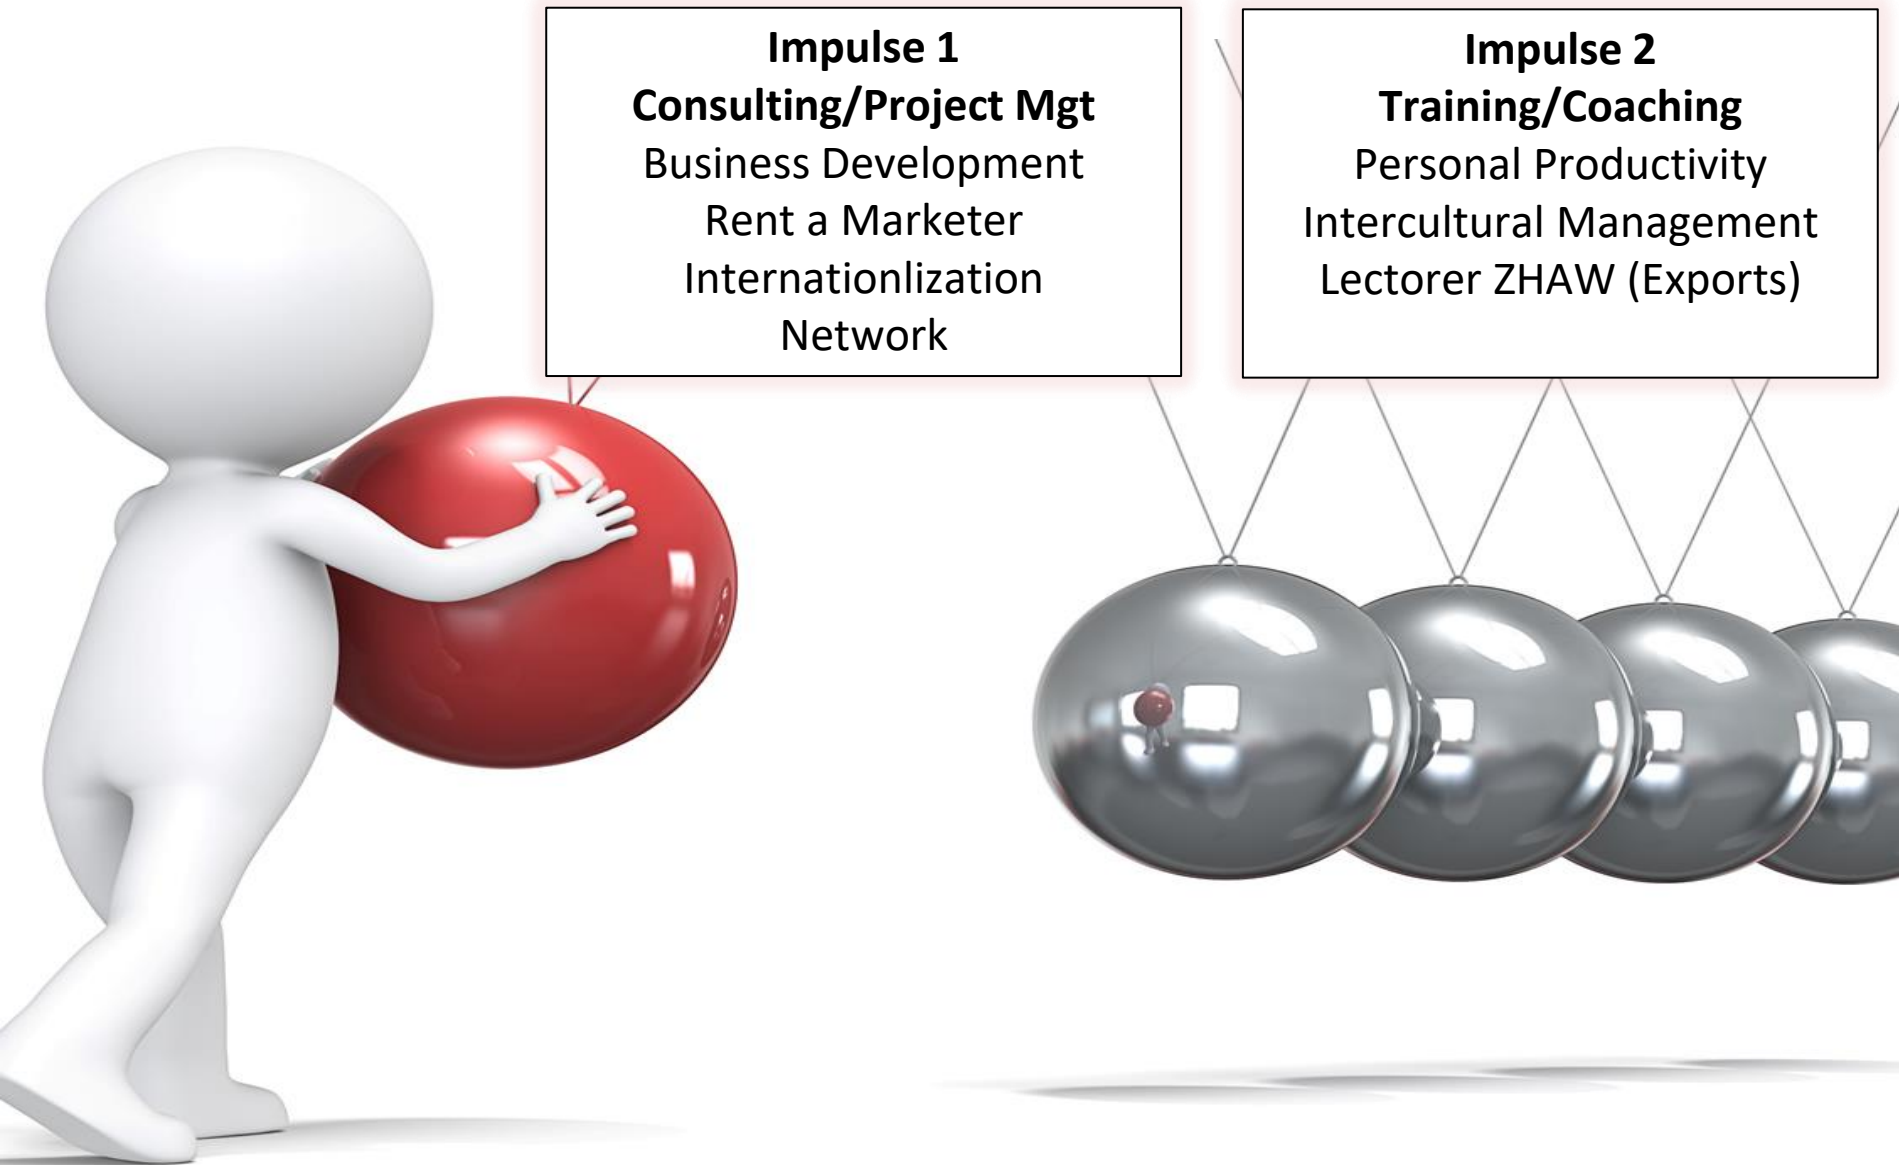 Impulse 1
Consulting/Project Mgt
Business Development
Rent a Marketer
Internationlization
Network
Impulse 2
Training/Coaching
Personal Productivity
Intercultural Management
Lectorer ZHAW (Exports)